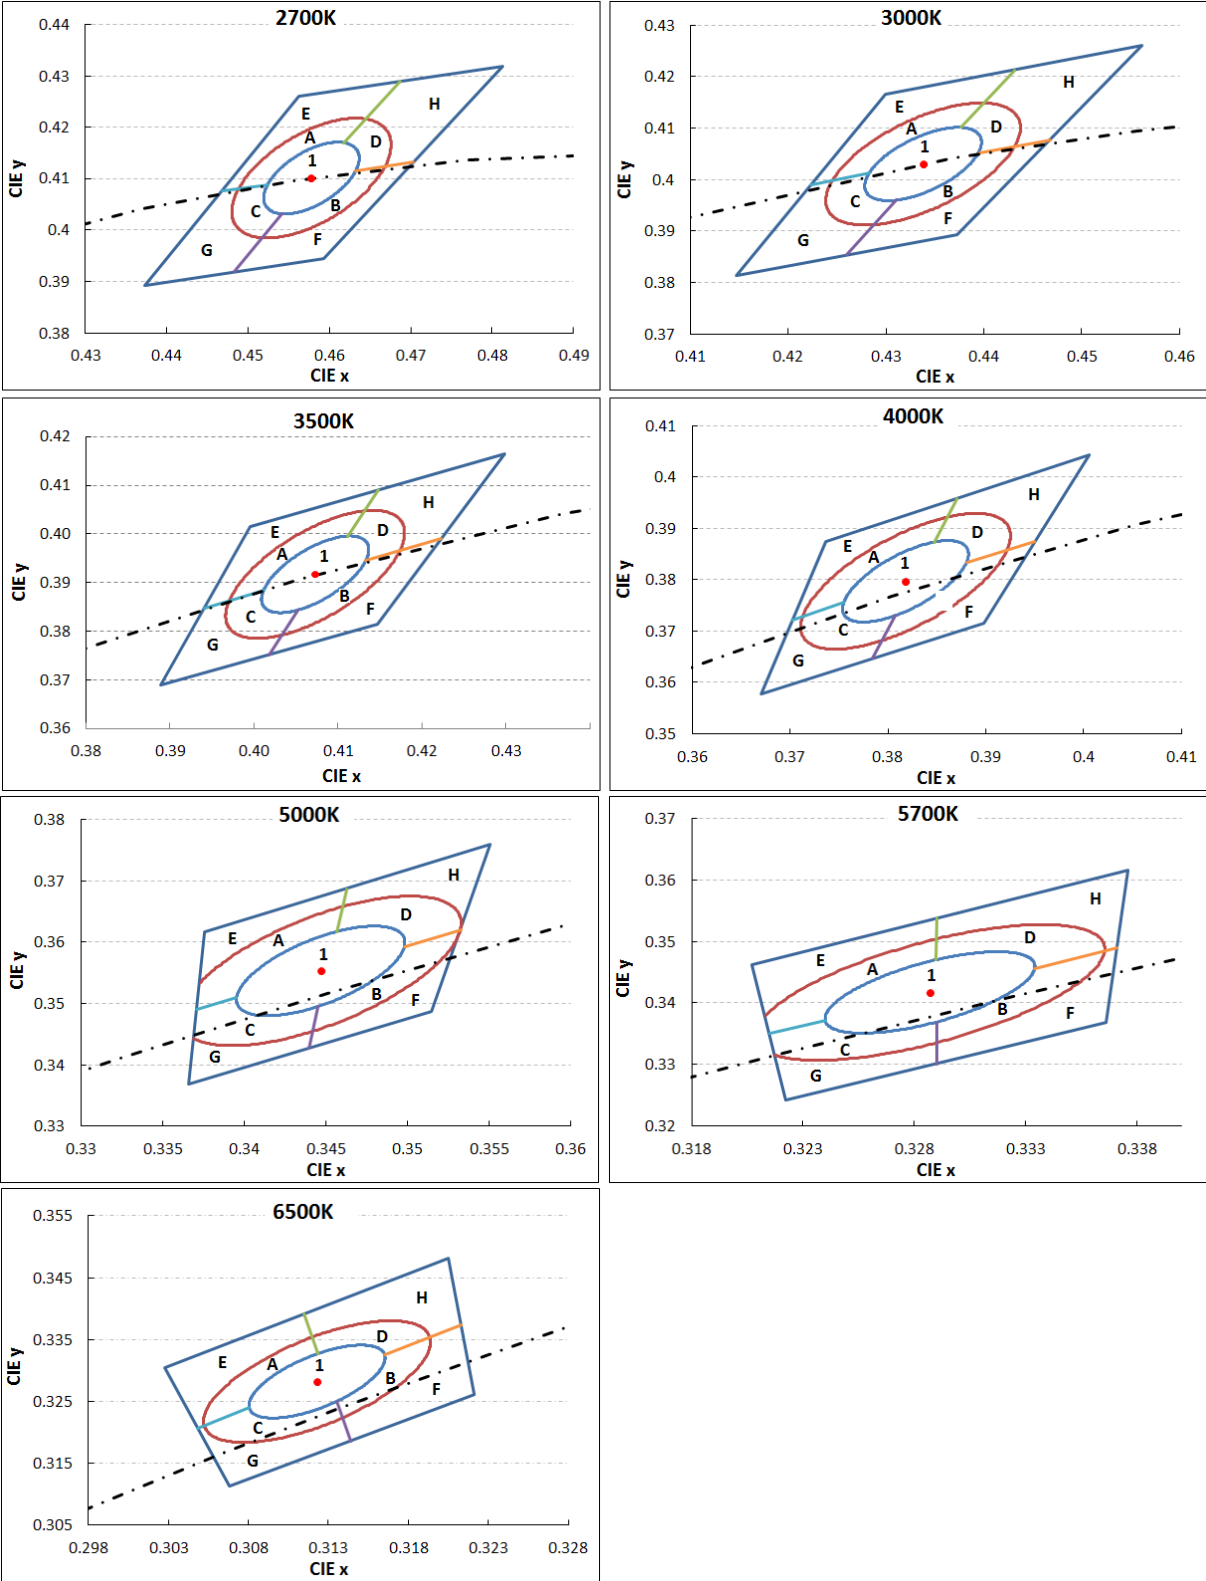 2700K
0.44
0.43
0.42
0.41
0.4
0.39
0.38
CIE y
E
H
A
D
1
C
B
G
F
0.43 0.44 0.45 0.46 0.47 0.48 0.49
CIE x
3000K
0.43
0.42
0.41
0.4
0.39
0.38
0.37
CIE y
H
E
A
D
1
C
B
G
F
0.41 0.42 0.43 0.44 0.45 0.46
CIE x
3500K
0.42
0.41
0.40
0.39
0.38
0.37
0.36
CIE y
H
E
D
A
1
B
C
F
G
0.38 0.39 0.40 0.41 0.42 0.43
CIE x
4000K
0.41
0.4
0.39
0.38
0.37
0.36
0.35
CIE y
H
E
D
A
1
F
C
G
0.36 0.37 0.38 0.39 0.4 0.41
CIE x
5000K
0.38
0.37
0.36
0.35
0.34
0.33
CIE y
H
D
E
A
1
B
F
C
G
0.33 0.335 0.34 0.345 0.35 0.355 0.36
CIE x
5700K
0.37
0.36
0.35
0.34
0.33
0.32
CIE y
H
D
E
A
1
B
F
C
G
0.318 0.323 0.328 0.333 0.338
CIE x
6500K
0.355
0.345
0.335
0.325
0.315
0.305
CIE y
H
D
E
A
1
B
F
C
G
0.298 0.303 0.308 0.313 0.318 0.323 0.328
CIE x